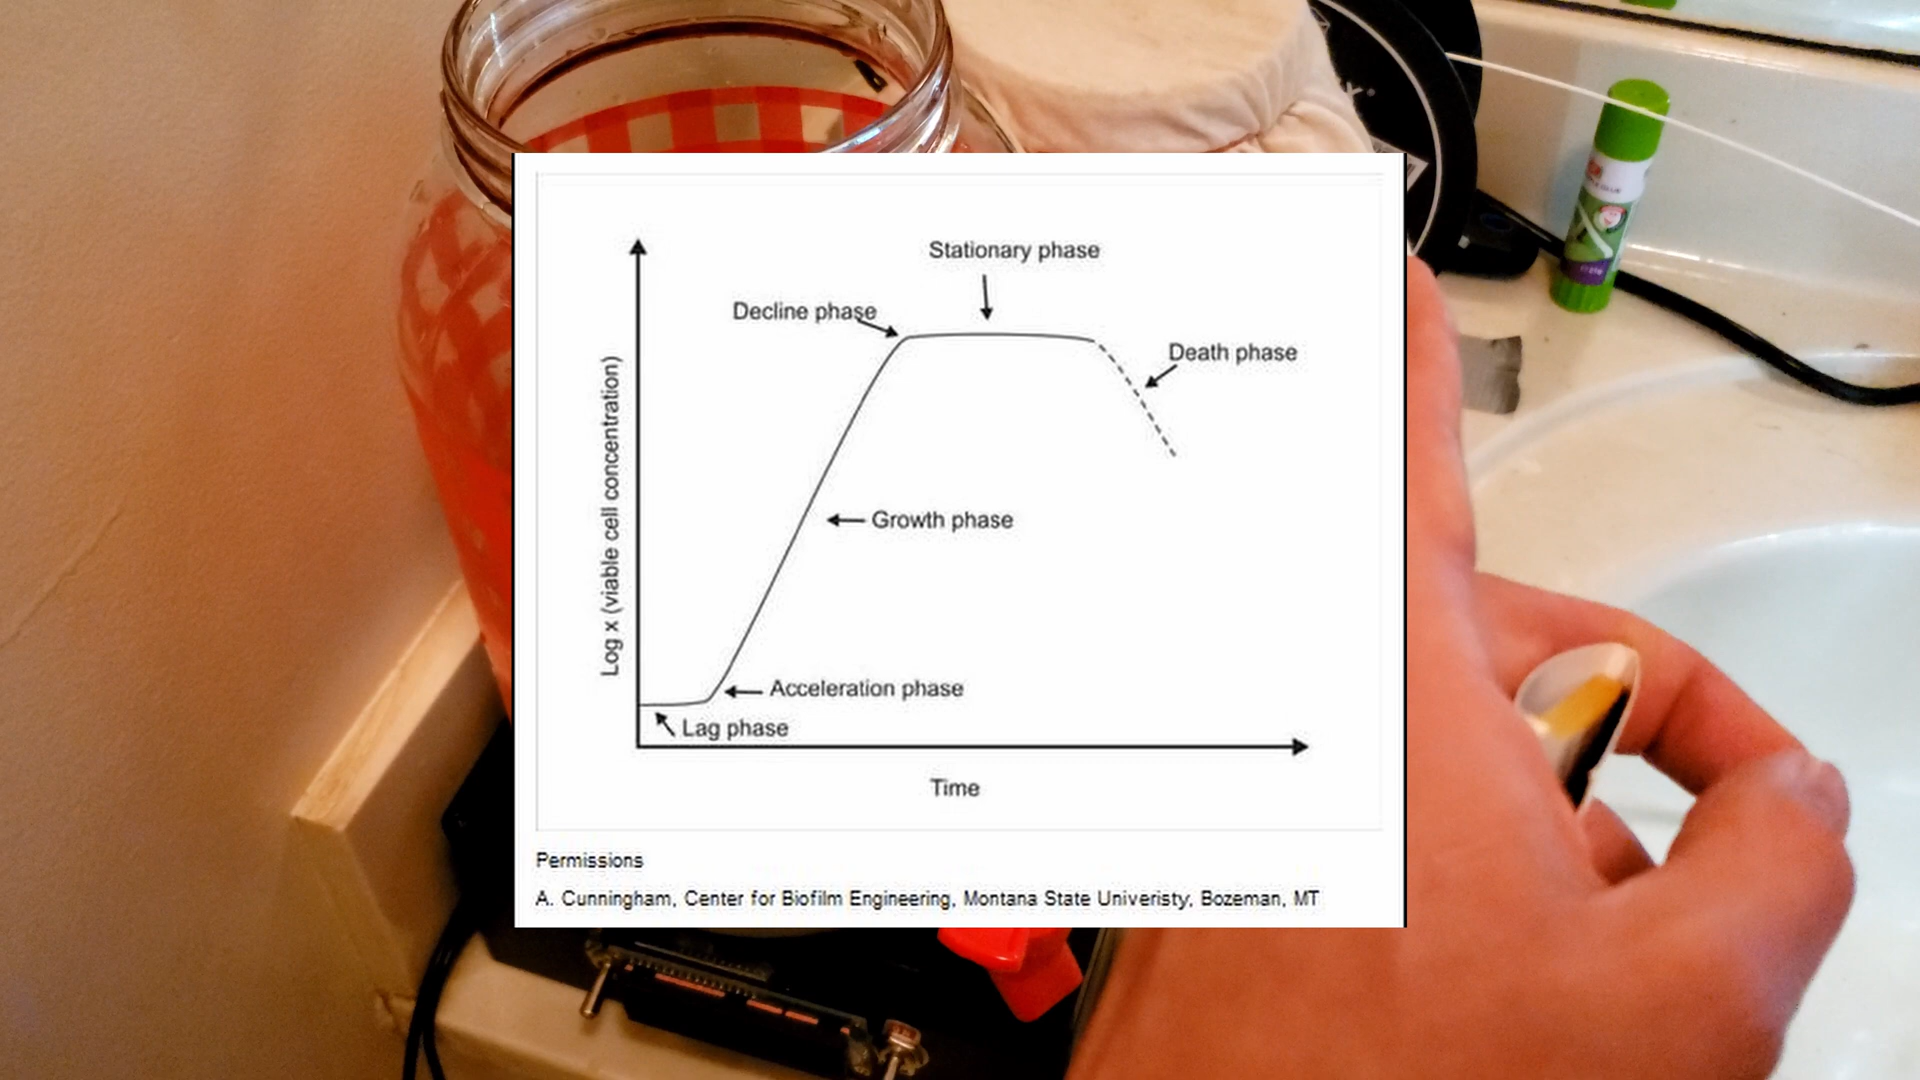 Stationary phase
Decline phase
Death phase
Log x (viable cell concentration)
Growth phase
Acceleration phase
Lag phase
Time
Permissions
A. Cunningham, Center for Biofilm Engineering, Montana State Univeristy, Bozeman, MT